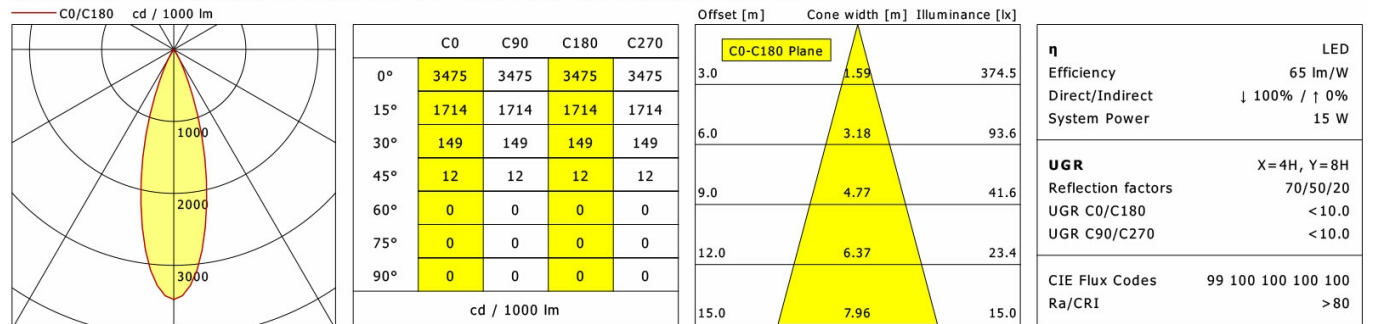 C0/C180 cd / 1000 lm
1000
2000
3000
C0 C90 C180 C270
0° 3475 3475 3475 3475
15° 1714 1714 1714 1714
30° 149 149 149 149
45° 12 12 12 12
60° 0 0 0 0
75° 0 0 0 0
90° 0 0 0 0
cd / 1000 lm
Offset [m] Cone width [m] Illuminance [lx]
C0-C180 Plane
3.0 1.59 374.5
6.0 3.18 93.6
9.0 4.77 41.6
12.0 6.37 23.4
15.0 7.96 15.0
η LED
Efficiency 65 lm/W
Direct/Indirect ↓ 100% / ↑ 0%
System Power 15 W
UGR X=4H, Y=8H
Reflection factors 70/50/20
UGR C0/C180 <10.0
UGR C90/C270 <10.0
CIE Flux Codes 99 100 100 100 100
Ra/CRI >80